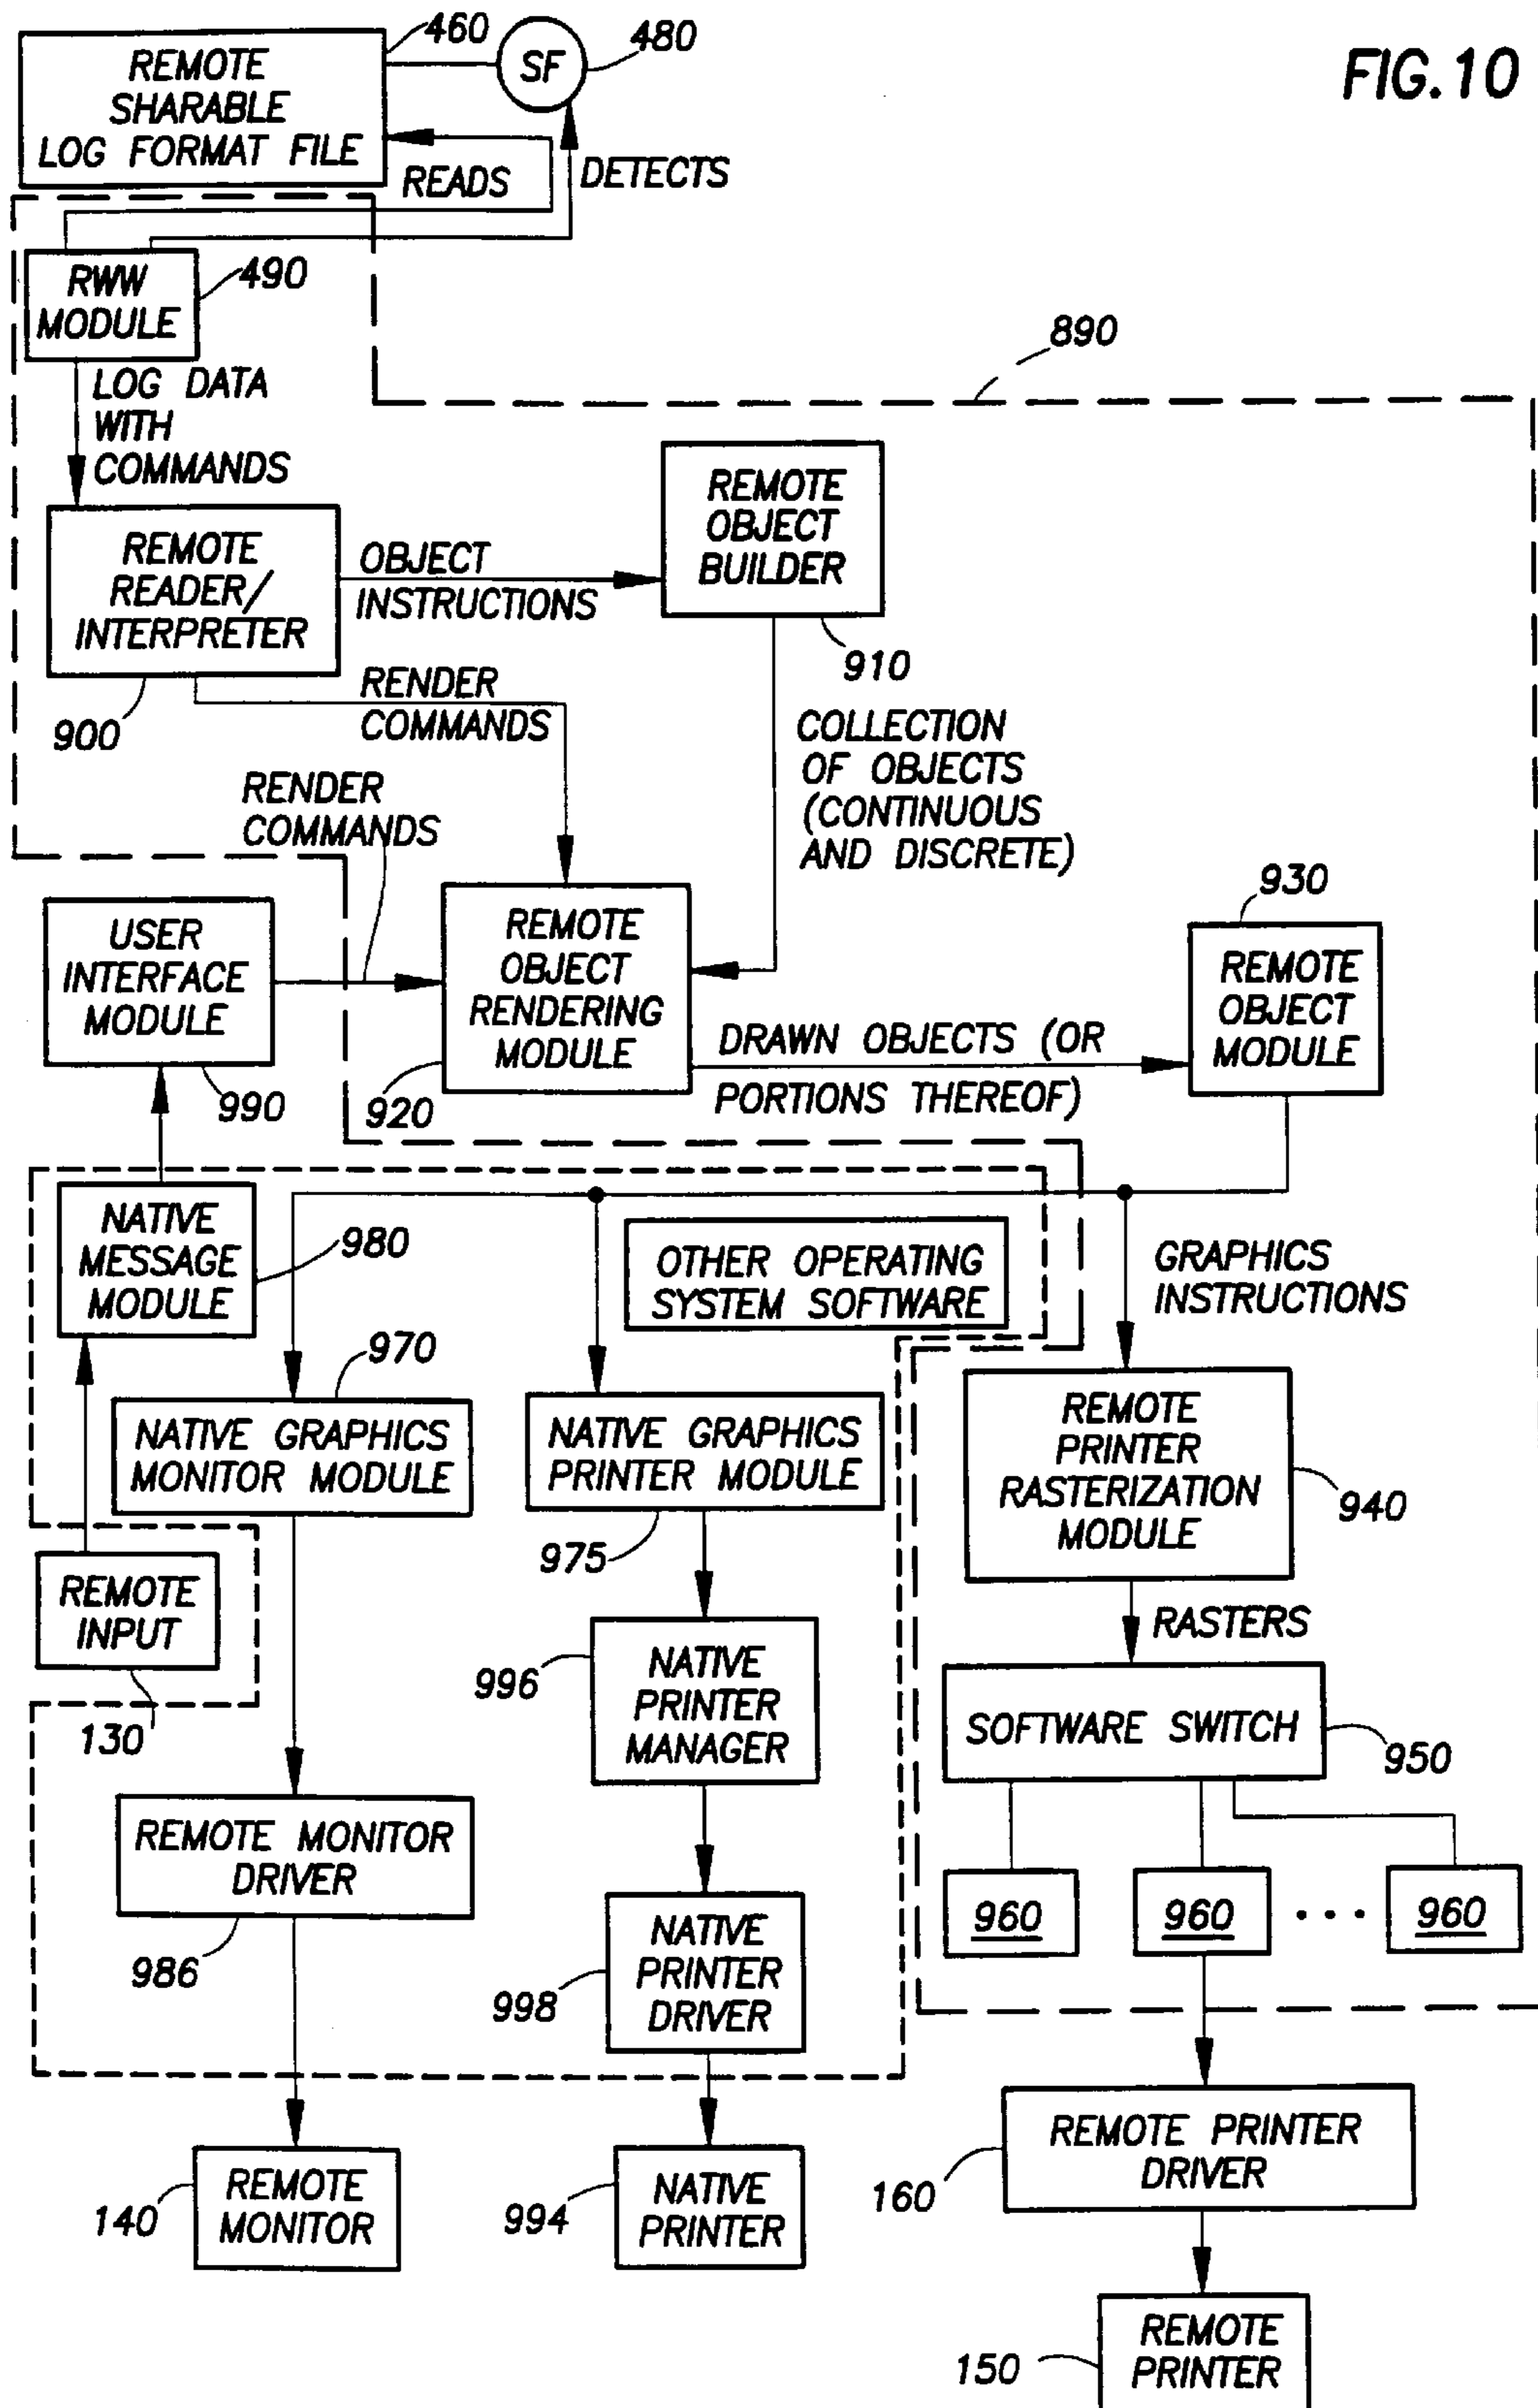 FIG.10
460
SF
480
REMOTE
SHARABLE
LOG FORMAT FILE
READS
DETECTS
RWW
MODULE
490
890
LOG DATA
WITH
COMMANDS
REMOTE
OBJECT
BUILDER
910
REMOTE
READER/
INTERPRETER
900
OBJECT
INSTRUCTIONS
RENDER
COMMANDS
COLLECTION
OF OBJECTS
(CONTINUOUS
AND DISCRETE)
RENDER
COMMANDS
USER
INTERFACE
MODULE
990
REMOTE
OBJECT
RENDERING
MODULE
920
930
REMOTE
OBJECT
MODULE
DRAWN OBJECTS (OR
PORTIONS THEREOF)
NATIVE
MESSAGE
MODULE
980
OTHER OPERATING
SYSTEM SOFTWARE
GRAPHICS
INSTRUCTIONS
970
NATIVE GRAPHICS
MONITOR MODULE
NATIVE GRAPHICS
PRINTER MODULE
975
REMOTE
PRINTER
RASTERIZATION
MODULE
940
REMOTE
INPUT
130
RASTERS
996
NATIVE
PRINTER
MANAGER
SOFTWARE SWITCH
950
REMOTE MONITOR
DRIVER
986
960
960
• • •
960
998
NATIVE
PRINTER
DRIVER
REMOTE PRINTER
DRIVER
160
140
REMOTE
MONITOR
994
NATIVE
PRINTER
150
REMOTE
PRINTER